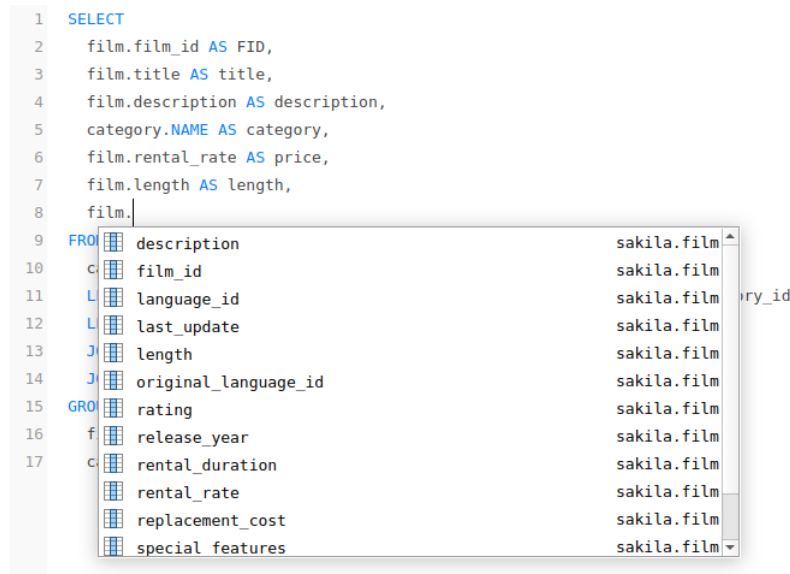 1 SELECT
2 film.film_id AS FID,
3 film.title AS title,
4 film.description AS description,
5 category.NAME AS category,
6 film.rental_rate AS price,
7 film.length AS length,
8 film.
9 FRO
description sakila.film
10 ca
film_id sakila.film
11 L
language_id sakila.film ory_id
12 L
last_update sakila.film
13 JO
length sakila.film
14 JO
original_language_id sakila.film
15 GRO
rating sakila.film
16 f
release_year sakila.film
17 ca
rental_duration sakila.film
rental_rate sakila.film
replacement_cost sakila.film
special_features sakila.film